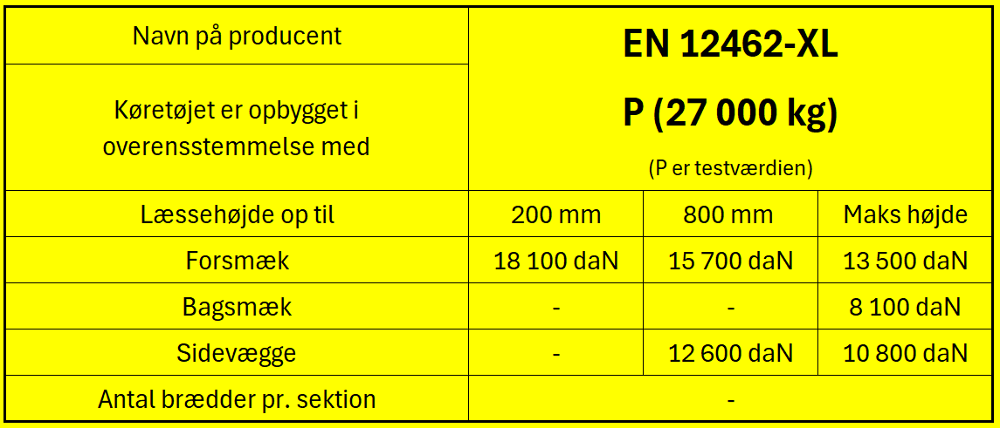 Navn på producent
EN 12462-XL
Køretøjet er opbygget i
overensstemmelse med
P (27 000 kg)
(P er testværdien)
Læssehøjde op til 200 mm 800 mm Maks højde
Forsmæk 18 100 daN 15 700 daN 13 500 daN
Bagsmæk - - 8 100 daN
Sidevægge - 12 600 daN 10 800 daN
Antal brædder pr. sektion -